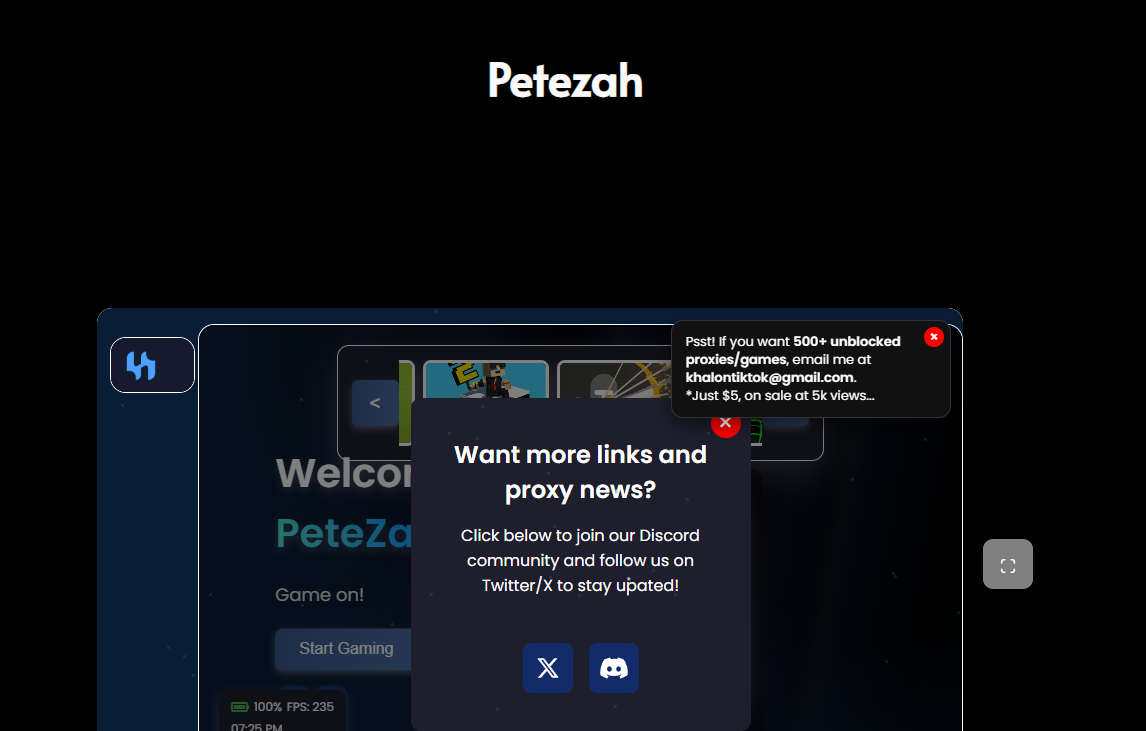 Petezah
Psst! If you want 500+ unblocked
proxies/games, email me at
khalontiktok@gmail.com.
*Just $5, on sale at 5k views...
<
Want more links and
proxy news?
Click below to join our Discord
community and follow us on
Twitter/X to stay upated!
Game on!
Start Gaming
100% FPS: 235
07:25 PM